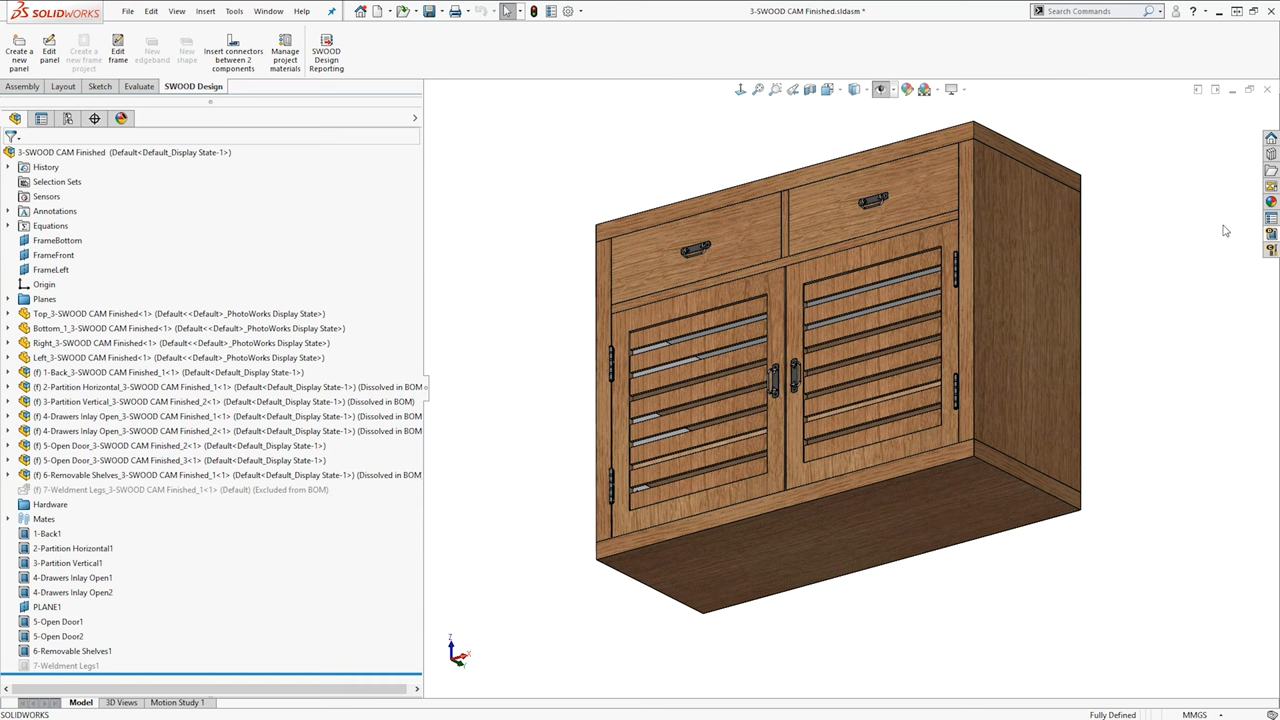 SOLIDWORKS File Edit View Insert Tools Window Help
3-SWOOD CAM Finished.sldasm *
Search Commands
Create a new panel
Edit panel
Create a new frame project
Edit frame
New edgeband
New shape
Insert connectors between 2 components
Manage project materials
SWOOD Design Reporting
Assembly Layout Sketch Evaluate SWOOD Design
3-SWOOD CAM Finished (Default<Default_Display State-1>)
History
Selection Sets
Sensors
Annotations
Equations
FrameBottom
FrameFront
FrameLeft
Origin
Planes
Top_3-SWOOD CAM Finished<1> (Default<<Default>_PhotoWorks Display State>)
Bottom_1_3-SWOOD CAM Finished<1> (Default<<Default>_PhotoWorks Display State>)
Right_3-SWOOD CAM Finished<1> (Default<<Default>_PhotoWorks Display State>)
Left_3-SWOOD CAM Finished<1> (Default<<Default>_PhotoWorks Display State>)
(f) 1-Back_3-SWOOD CAM Finished_1<1> (Default<Default_Display State-1>)
(f) 2-Partition Horizontal_3-SWOOD CAM Finished_1<1> (Default<Default_Display State-1>) (Dissolved in BOM
(f) 3-Partition Vertical_3-SWOOD CAM Finished_2<1> (Default<Default_Display State-1>) (Dissolved in BOM)
(f) 4-Drawers Inlay Open_3-SWOOD CAM Finished_1<1> (Default<Default_Display State-1>) (Dissolved in BOM
(f) 4-Drawers Inlay Open_3-SWOOD CAM Finished_2<1> (Default<Default_Display State-1>) (Dissolved in BOM
(f) 5-Open Door_3-SWOOD CAM Finished_2<1> (Default<Default_Display State-1>)
(f) 5-Open Door_3-SWOOD CAM Finished_3<1> (Default<Default_Display State-1>)
(f) 6-Removable Shelves_3-SWOOD CAM Finished_1<1> (Default<Default_Display State-1>) (Dissolved in BOM
(f) 7-Weldment Legs_3-SWOOD CAM Finished_1<1> (Default) (Excluded from BOM)
Hardware
Mates
1-Back1
2-Partition Horizontal1
3-Partition Vertical1
4-Drawers Inlay Open1
4-Drawers Inlay Open2
PLANE1
5-Open Door1
5-Open Door2
6-Removable Shelves1
7-Weldment Legs1
Z
X
Y
Model 3D Views Motion Study 1
SOLIDWORKS
Fully Defined
MMGS